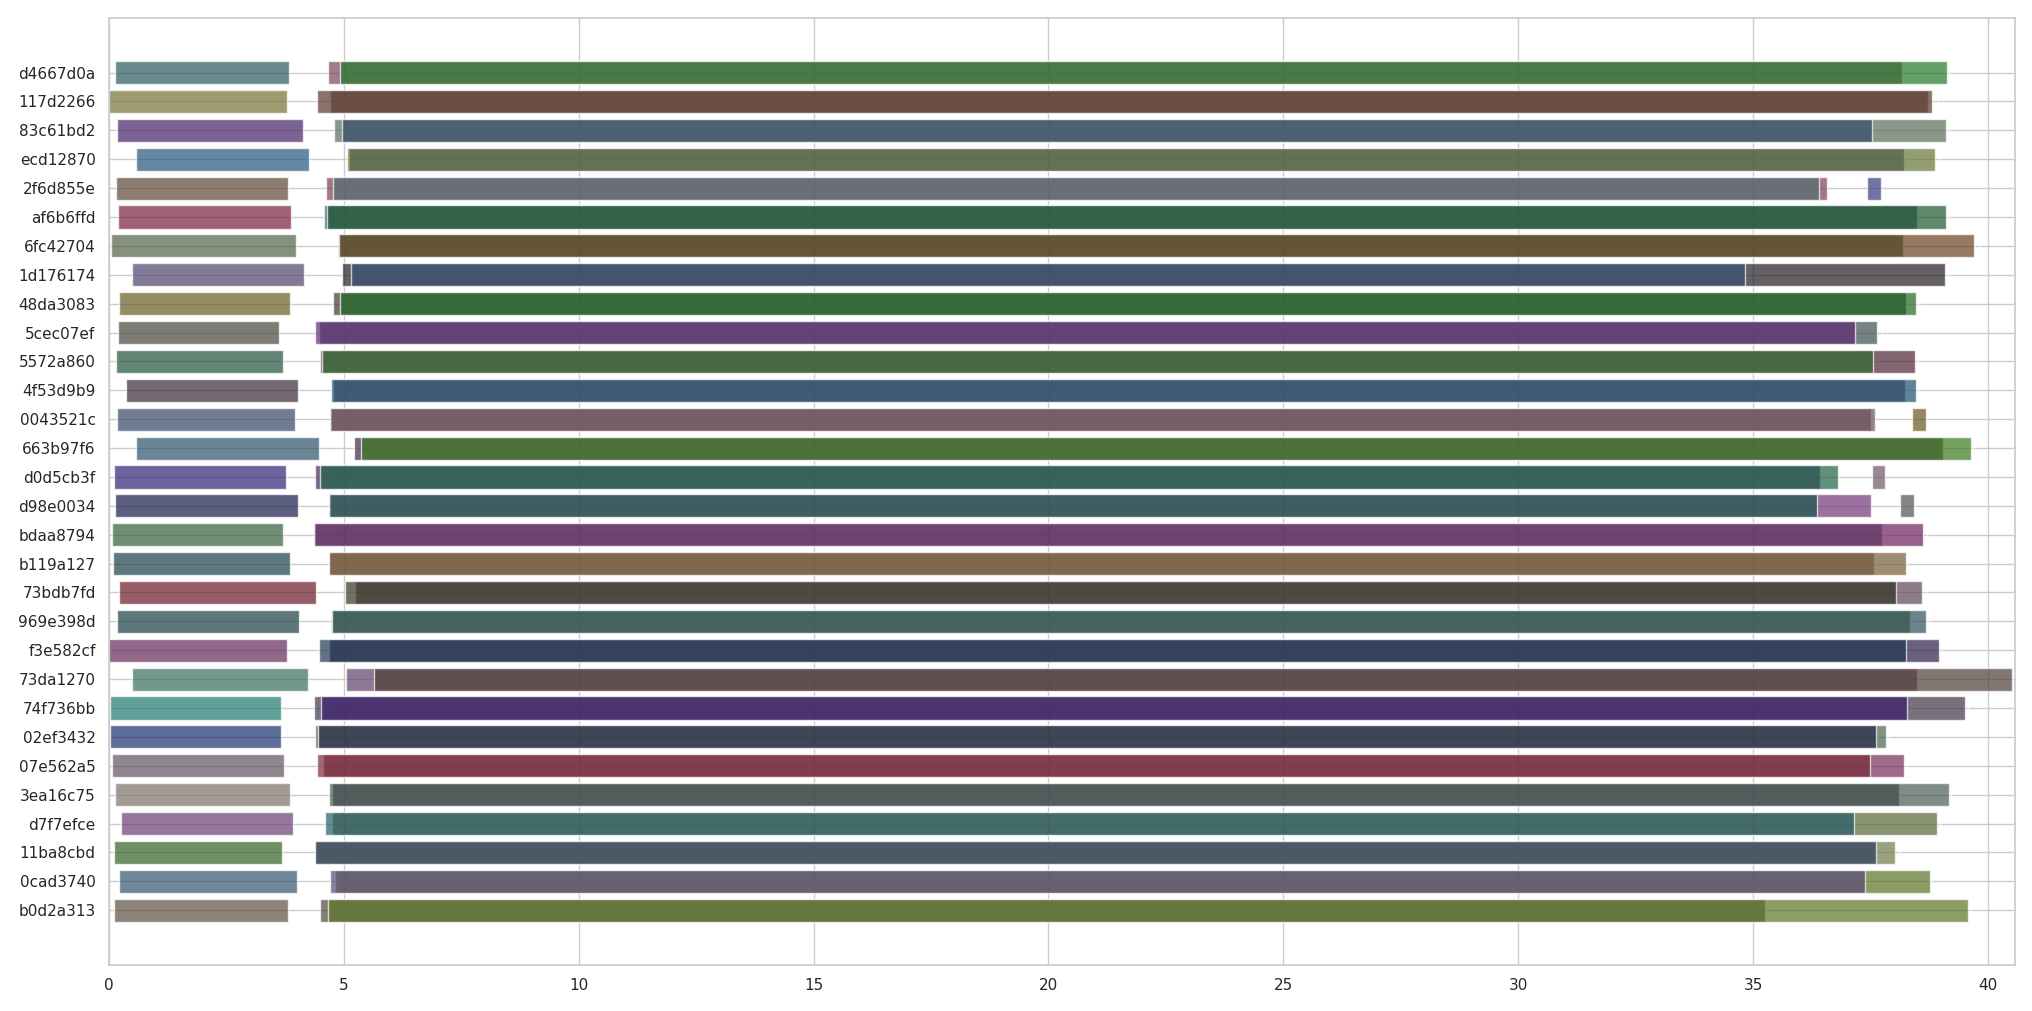 d4667d0a
117d2266
83c61bd2
ecd12870
2f6d855e
af6b6ffd
6fc42704
1d176174
48da3083
5cec07ef
5572a860
4f53d9b9
0043521c
663b97f6
d0d5cb3f
d98e0034
bdaa8794
b119a127
73bdb7fd
969e398d
f3e582cf
73da1270
74f736bb
02ef3432
07e562a5
3ea16c75
d7f7efce
11ba8cbd
0cad3740
b0d2a313
0 5 10 15 20 25 30 35 40